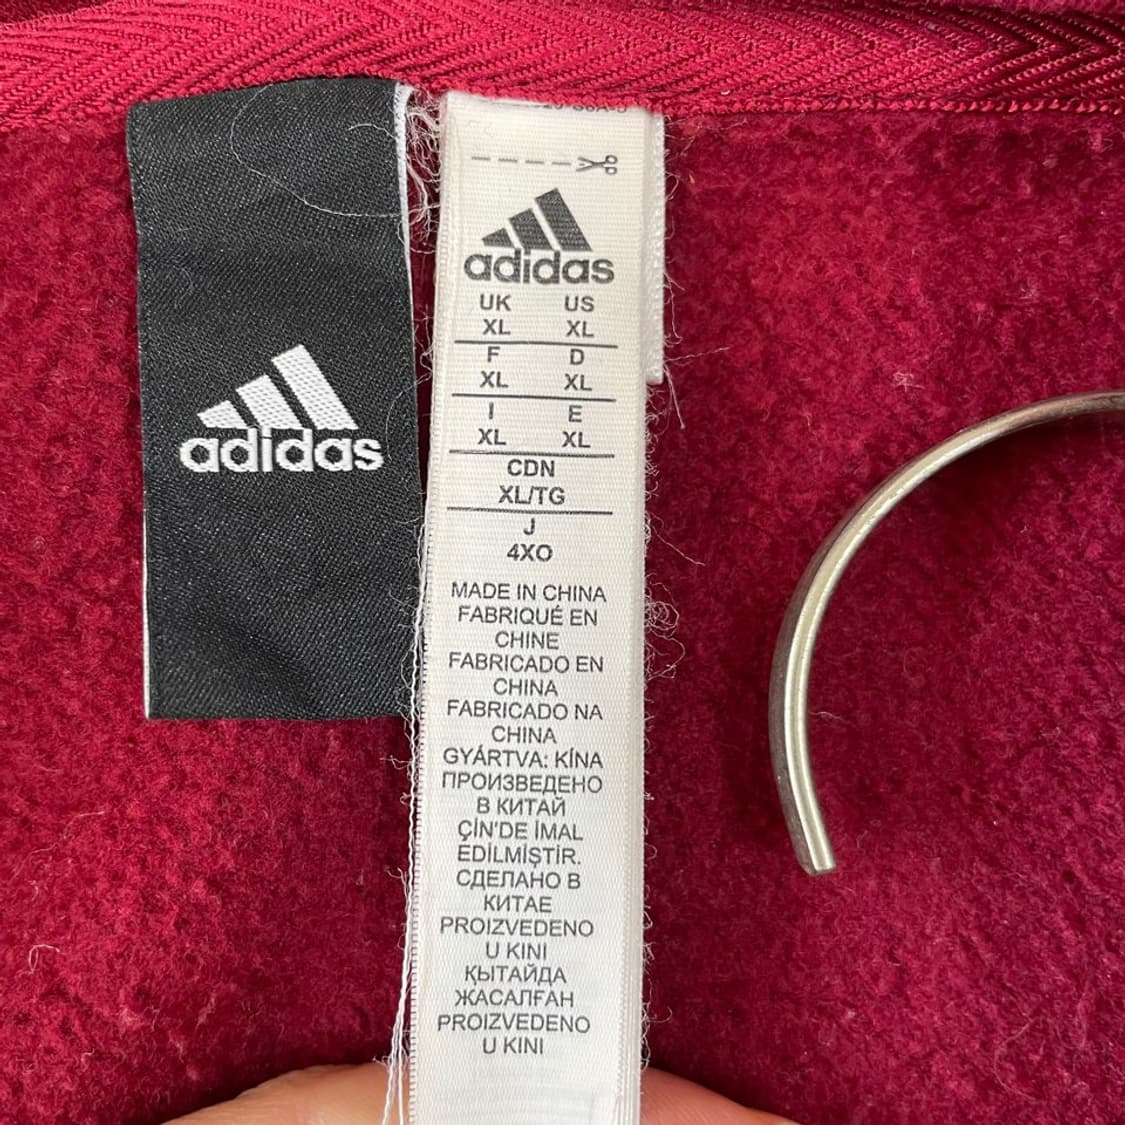 adidas
adidas
UK US
XL XL
F D
XL XL
I E
XL XL
CDN
XL/TG
J
4XO
MADE IN CHINA
FABRIQUÉ EN
CHINE
FABRICADO EN
CHINA
FABRICADO NA
CHINA
GYÁRTVA: KÍNA
ПРОИЗВЕДЕНО
В КИТАЙ
ÇİN'DE İMAL
EDİLMİŞTİR.
СДЕЛАНО В
КИТАЕ
PROIZVEDENO
U KINI
ҚЫТАЙДА
ЖАСАЛҒАН
PROIZVEDENO
U KINI